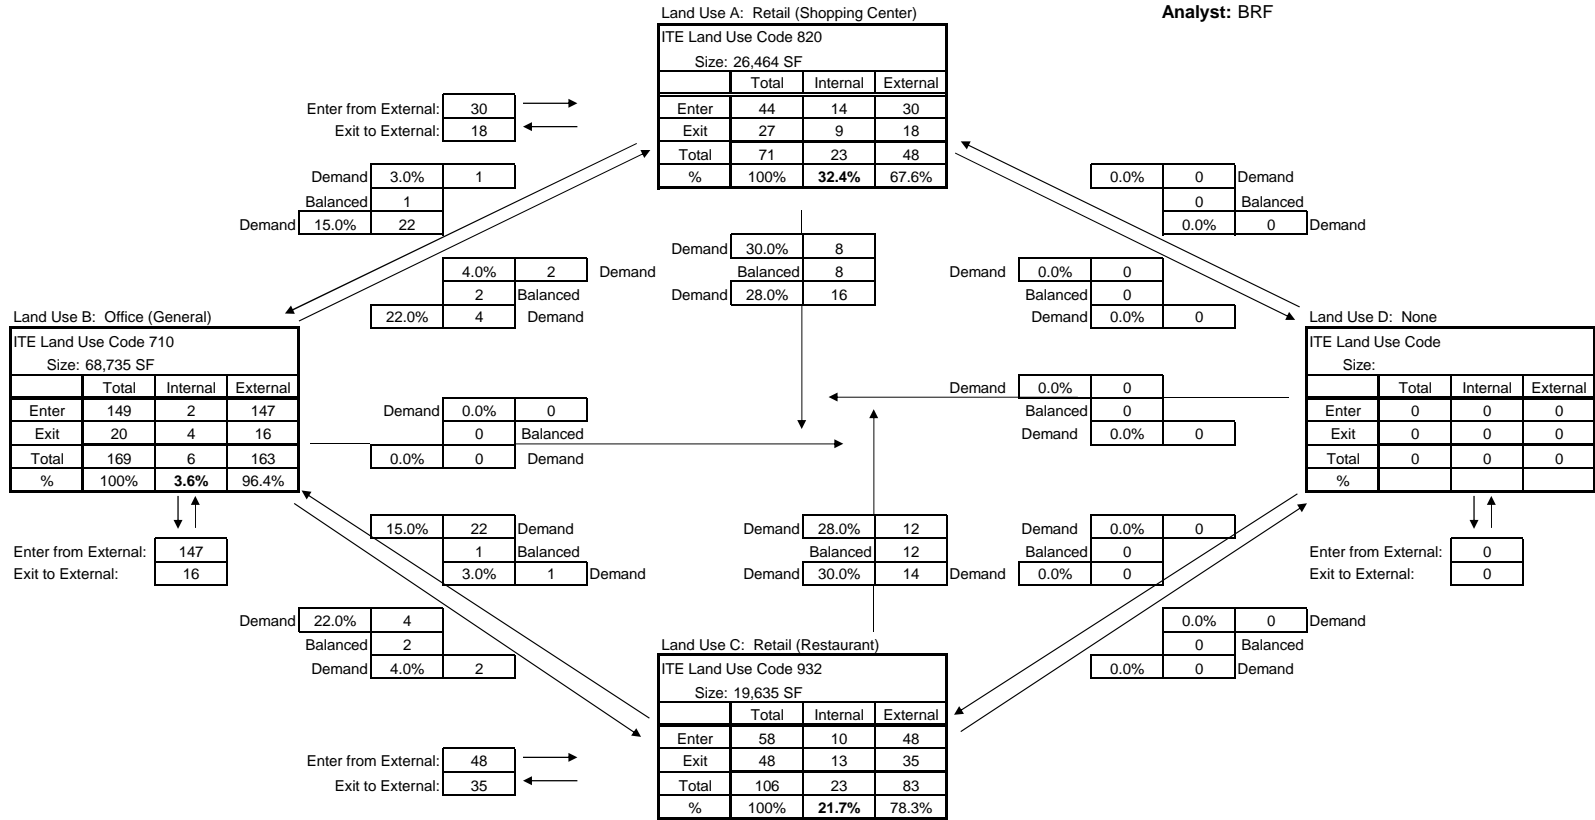 Land Use A: Retail (Shopping Center)
Analyst: BRF
ITE Land Use Code 820
Size: 26,464 SF
Total Internal External
Enter 44 14 30
Exit 27 9 18
Total 71 23 48
% 100% 32.4% 67.6%
Enter from External: 30
Exit to External: 18
Demand 3.0% 1
Balanced 1
Demand 15.0% 22
0.0% 0 Demand
0 Balanced
0.0% 0 Demand
Demand 30.0% 8
Balanced 8
Demand 28.0% 16
4.0% 2 Demand
2 Balanced
22.0% 4 Demand
Demand 0.0% 0
Balanced 0
Demand 0.0% 0
Land Use B: Office (General)
ITE Land Use Code 710
Size: 68,735 SF
Total Internal External
Enter 149 2 147
Exit 20 4 16
Total 169 6 163
% 100% 3.6% 96.4%
Land Use D: None
ITE Land Use Code
Size:
Total Internal External
Enter 0 0 0
Exit 0 0 0
Total 0 0 0
%
Demand 0.0% 0
0 Balanced
0.0% 0 Demand
Demand 0.0% 0
Balanced 0
Demand 0.0% 0
Enter from External: 147
Exit to External: 16
15.0% 22 Demand
1 Balanced
3.0% 1 Demand
Demand 28.0% 12
Balanced 12
Demand 30.0% 14
Demand 0.0% 0
Balanced 0
Demand 0.0% 0
Enter from External: 0
Exit to External: 0
Demand 22.0% 4
Balanced 2
Demand 4.0% 2
0.0% 0 Demand
0 Balanced
0.0% 0 Demand
Land Use C: Retail (Restaurant)
ITE Land Use Code 932
Size: 19,635 SF
Total Internal External
Enter 58 10 48
Exit 48 13 35
Total 106 23 83
% 100% 21.7% 78.3%
Enter from External: 48
Exit to External: 35